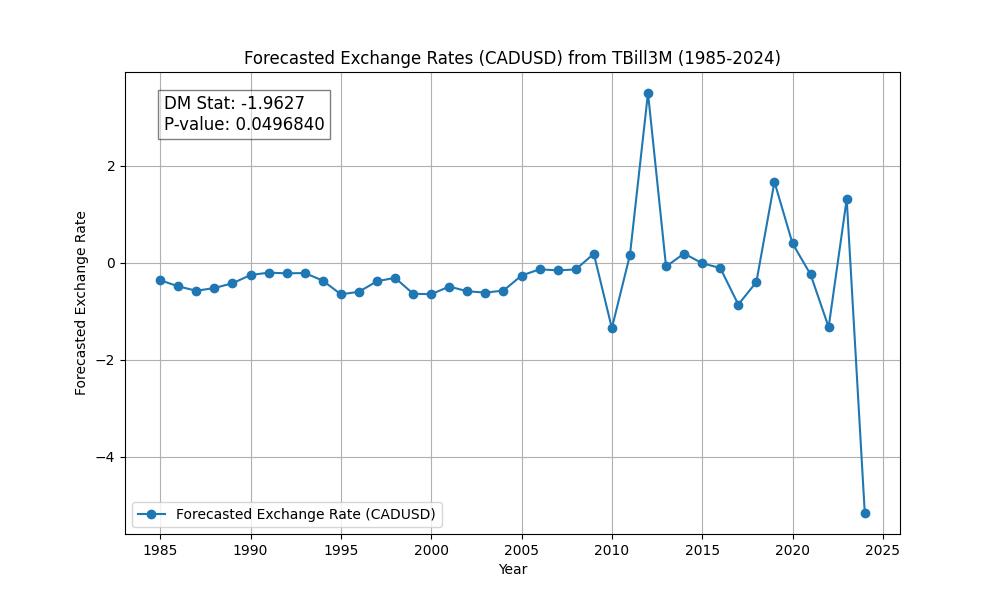 Forecasted Exchange Rates (CADUSD) from TBill3M (1985-2024)
DM Stat: -1.9627
P-value: 0.0496840
Forecasted Exchange Rate
2
0
−2
−4
Forecasted Exchange Rate (CADUSD)
1985 1990 1995 2000 2005 2010 2015 2020 2025
Year